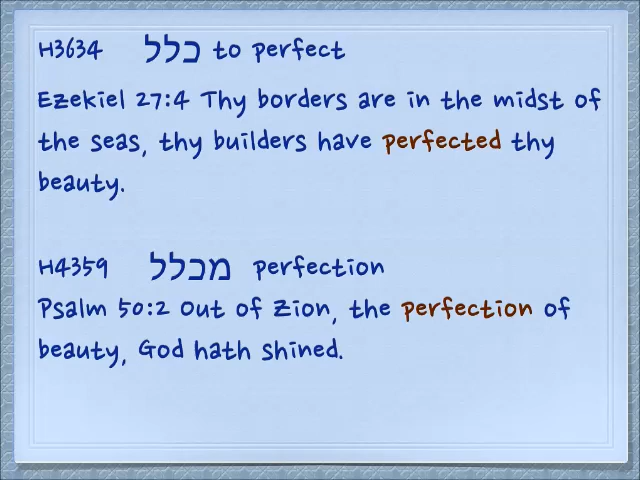 H3634 כלל to perfect
Ezekiel 27:4 Thy borders are in the midst of
the seas, thy builders have perfected thy
beauty.
H4359 מכלל perfection
Psalm 50:2 Out of Zion, the perfection of
beauty, God hath shined.